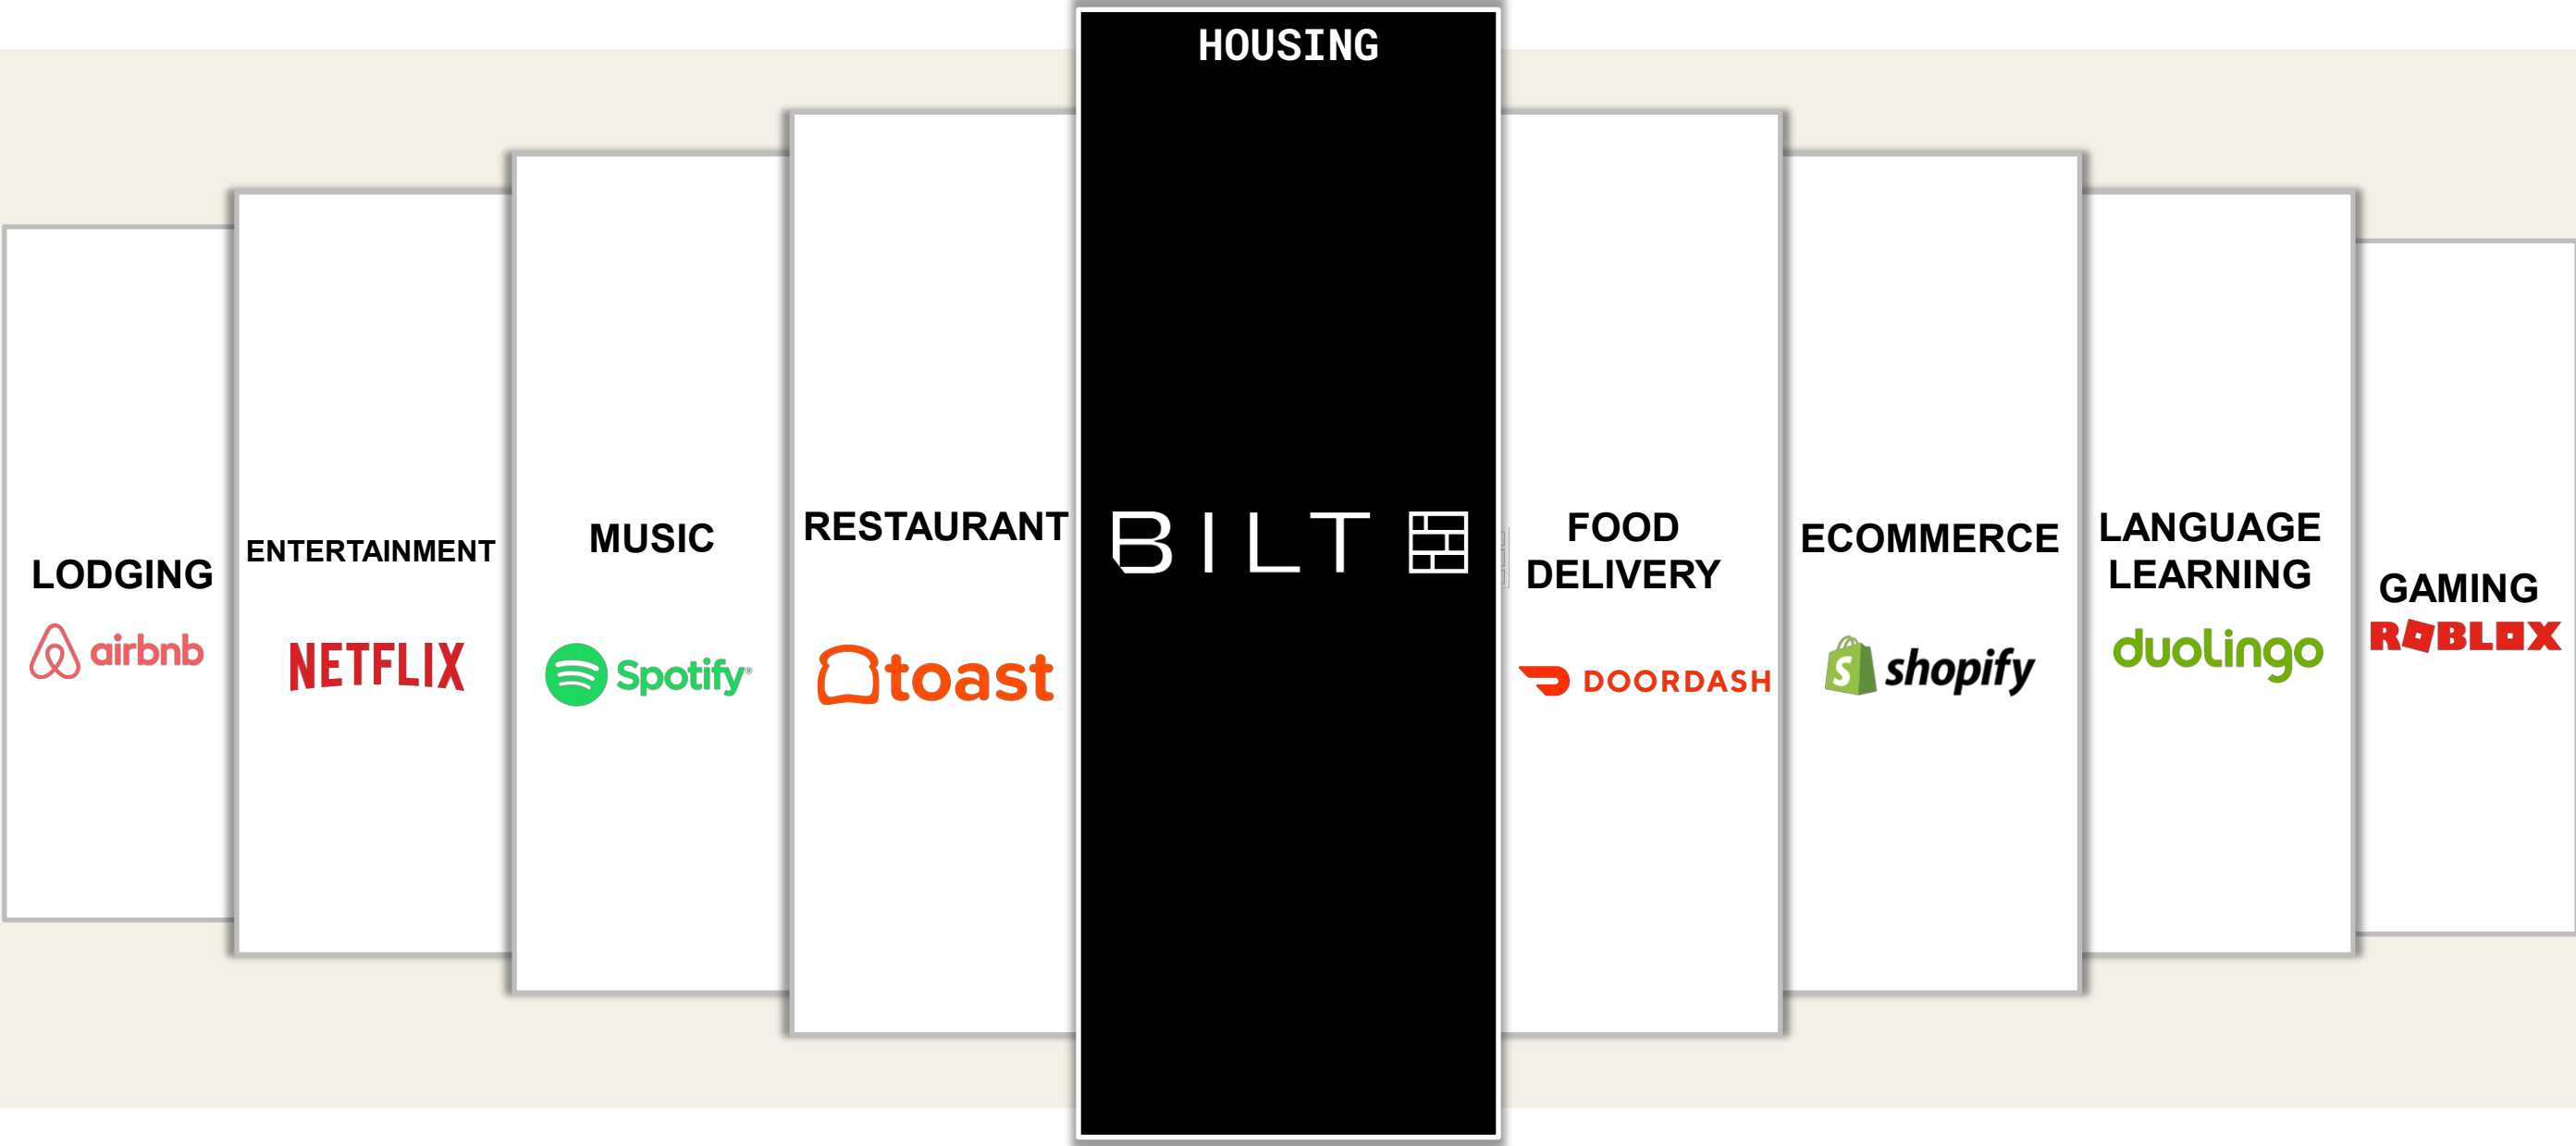 HOUSING
LODGING
airbnb
ENTERTAINMENT
NETFLIX
MUSIC
Spotify®
RESTAURANT
toast
BILT
FOOD
DELIVERY
DOORDASH
ECOMMERCE
S shopify
LANGUAGE
LEARNING
duolingo
GAMING
ROBLOX